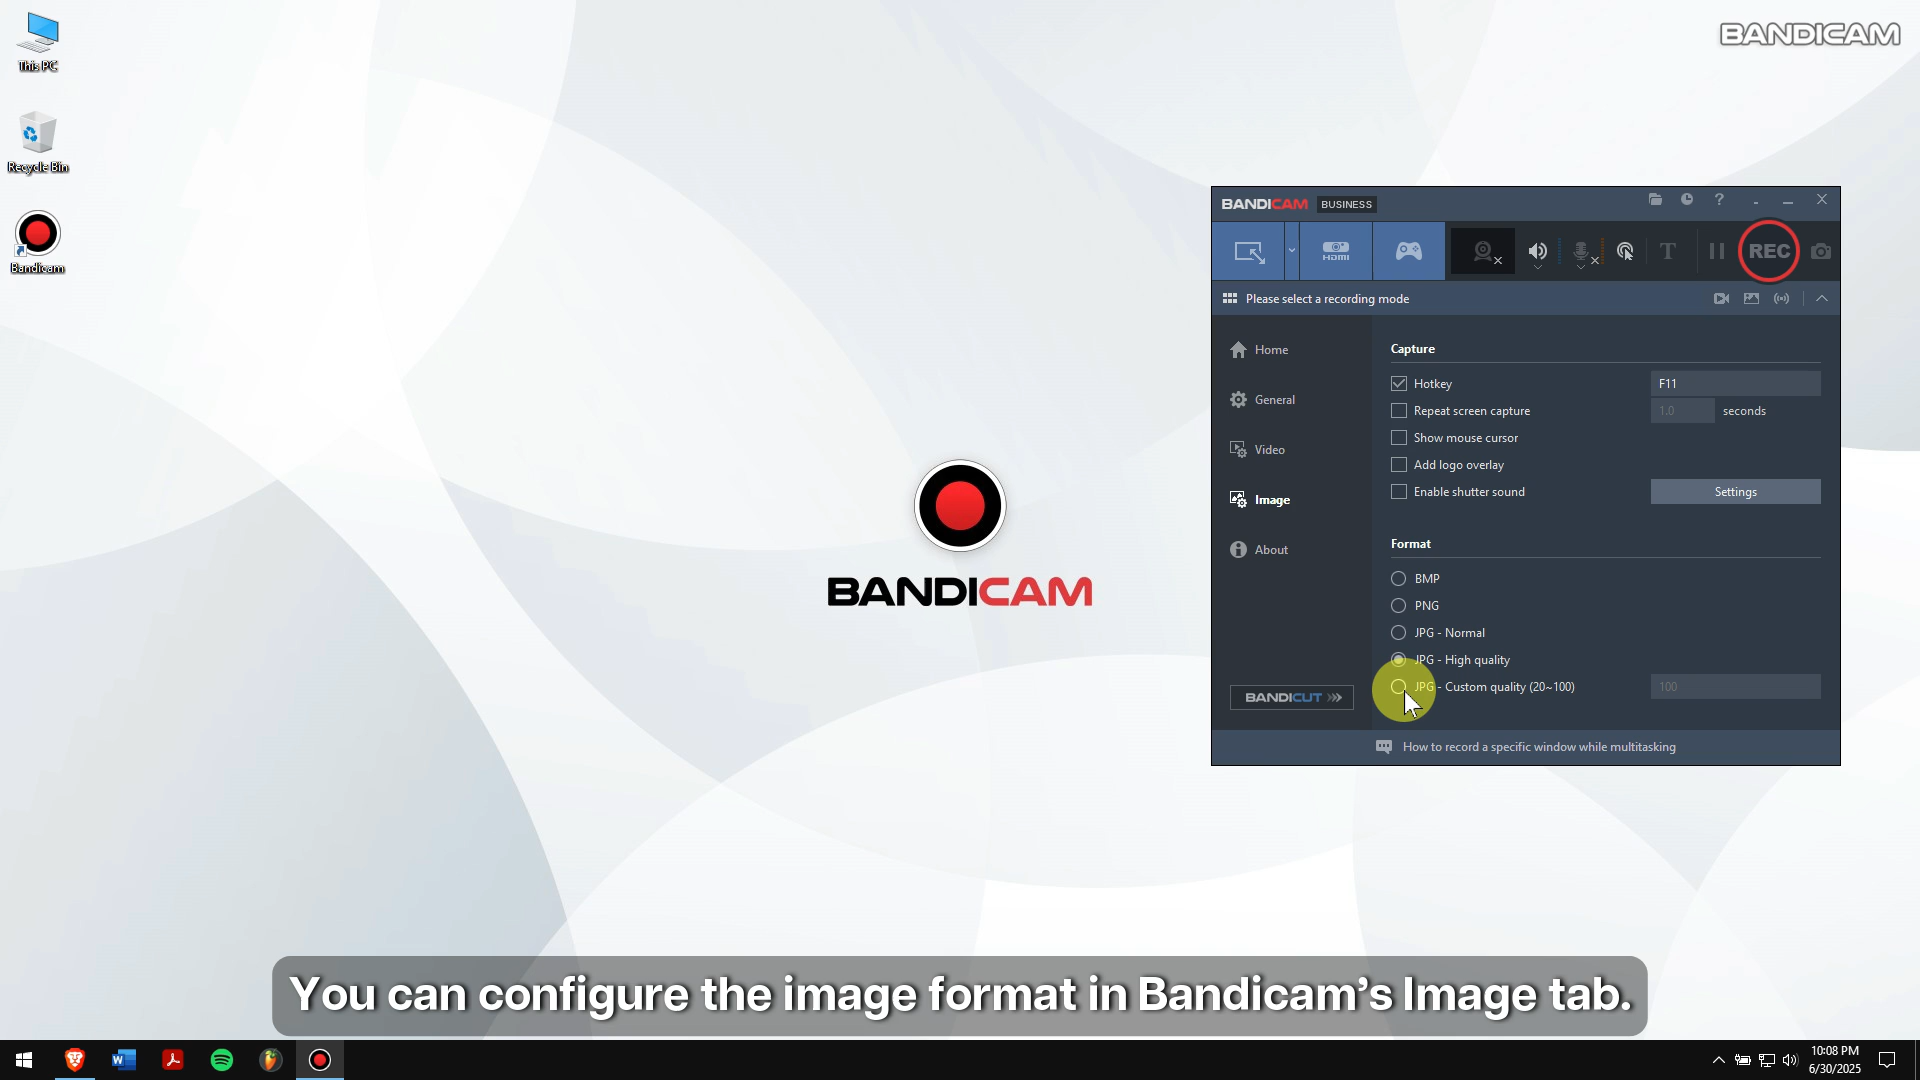 This PC
Recycle Bin
Bandicam
BANDICAM
BANDICAM BUSINESS
?
HDMI
T
REC
Please select a recording mode
Home
General
Video
Image
About
BANDICUT
Capture
Hotkey
F11
Repeat screen capture
1.0
seconds
Show mouse cursor
Add logo overlay
Enable shutter sound
Settings
Format
BMP
PNG
JPG - Normal
JPG - High quality
JPG - Custom quality (20~100)
100
How to record a specific window while multitasking
BANDICAM
You can configure the image format in Bandicam’s Image tab.
W
10:08 PM
6/30/2025